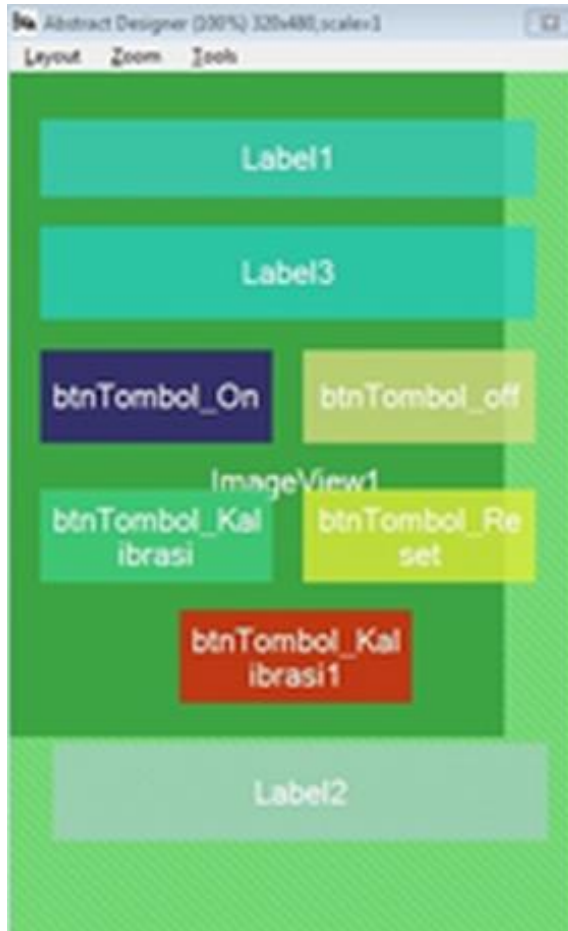 Abstract Designer (100%) 320x480,scale=1
Layout Zoom Tools
Label1
Label3
btnTombol_On btnTombol_off
ImageView1
btnTombol_Kal
ibrasi
btnTombol_Re
set
btnTombol_Kal
ibrasi1
Label2